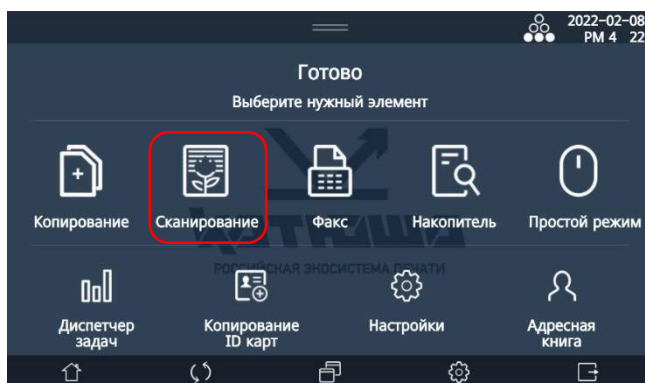 2022-02-08
PM 4 22
Готово
Выберите нужный элемент
Копирование
Сканирование
Факс
Накопитель
Простой режим
катюша
РОССИЙСКАЯ ЭКОСИСТЕМА ПЕЧАТИ
Диспетчер
задач
Копирование
ID карт
Настройки
Адресная
книга